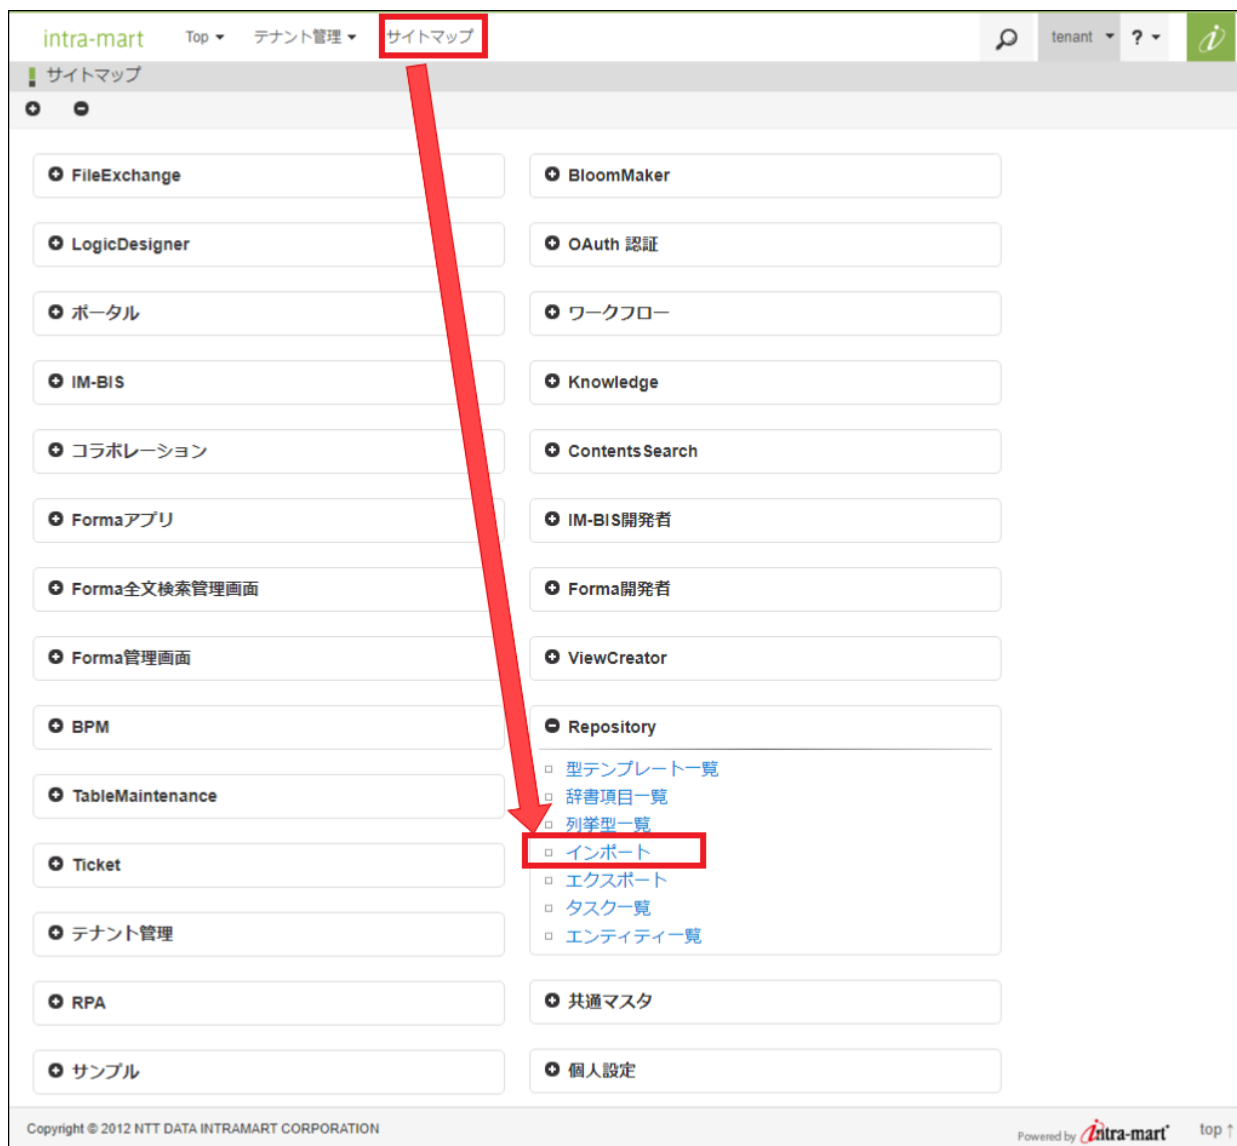 intra-mart Top テナント管理 サイトマップ tenant ?
サイトマップ
FileExchange
LogicDesigner
ポータル
IM-BIS
コラボレーション
Formaアプリ
Forma全文検索管理画面
Forma管理画面
BPM
TableMaintenance
Ticket
テナント管理
RPA
サンプル
BloomMaker
OAuth 認証
ワークフロー
Knowledge
ContentsSearch
IM-BIS開発者
Forma開発者
ViewCreator
Repository
型テンプレート一覧
辞書項目一覧
列挙型一覧
インポート
エクスポート
タスク一覧
エンティティ一覧
共通マスタ
個人設定
Copyright © 2012 NTT DATA INTRAMART CORPORATION
Powered by intra-mart top ↑